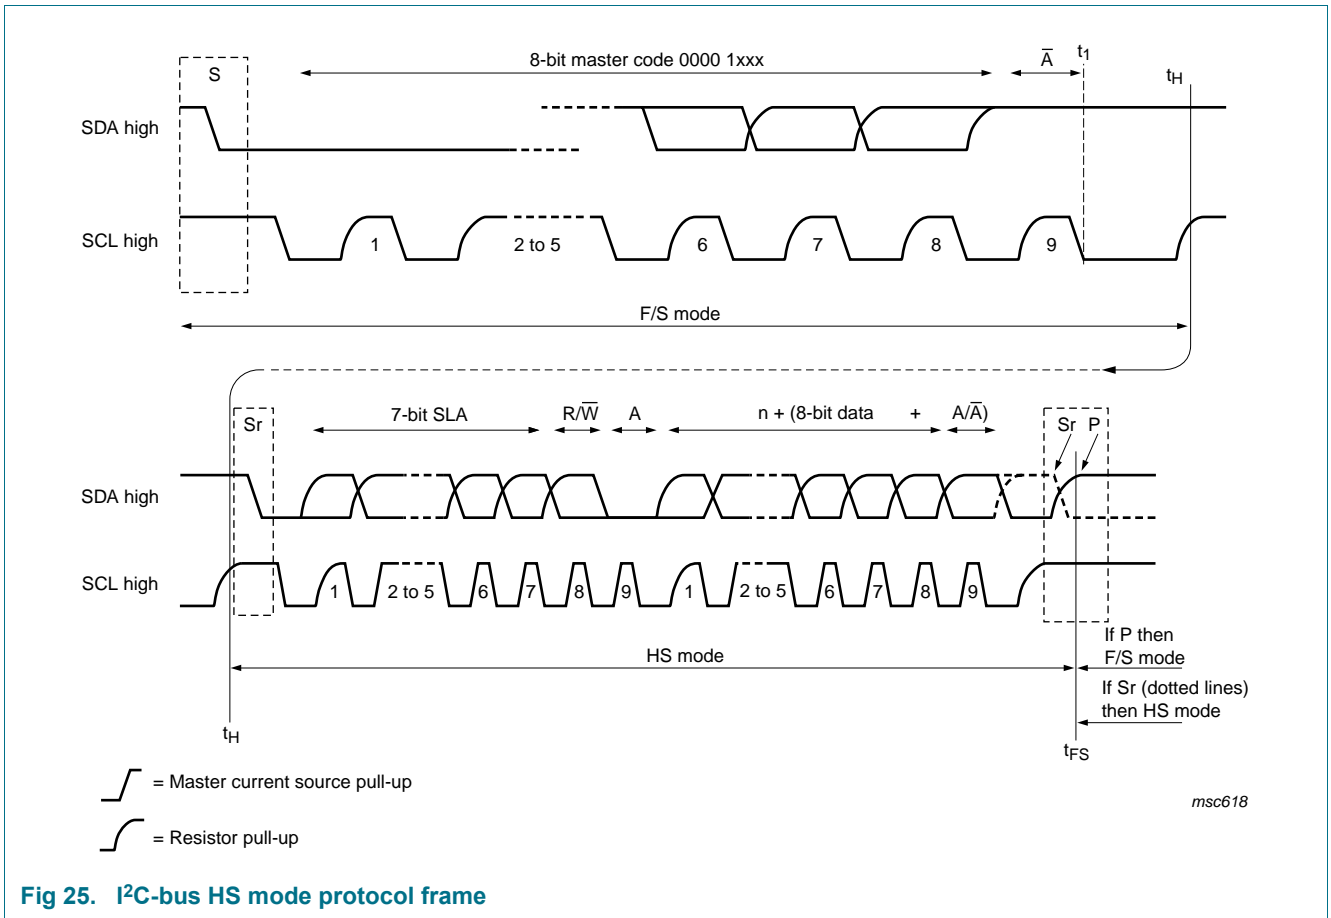 8-bit master code 0000 1xxx
A̅
t1
S
tH
SDA high
SCL high
1
2 to 5
6
7
8
9
F/S mode
Sr
7-bit SLA
R/W̅
A
n + (8-bit data
+
A/A̅)
Sr
P
SDA high
SCL high
1
2 to 5
6
7
8
9
1
2 to 5
6
7
8
9
If P then
F/S mode
HS mode
If Sr (dotted lines)
then HS mode
tH
tFS
= Master current source pull-up
msc618
= Resistor pull-up
Fig 25. I²C-bus HS mode protocol frame